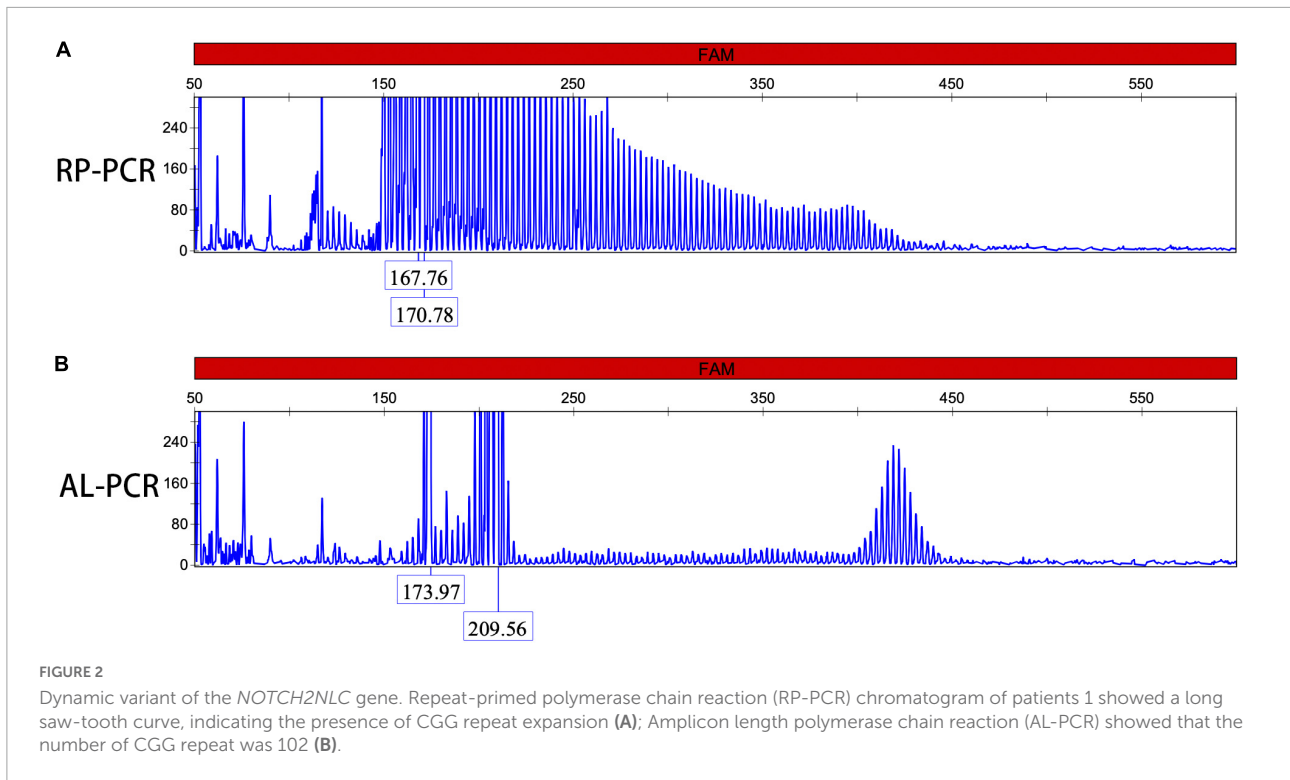 A
FAM
50 150 250 350 450 550
240
160
80
0
RP-PCR
167.76
170.78
B
FAM
50 150 250 350 450 550
240
160
80
0
AL-PCR
173.97
209.56
FIGURE 2
Dynamic variant of the NOTCH2NLC gene. Repeat-primed polymerase chain reaction (RP-PCR) chromatogram of patients 1 showed a long
saw-tooth curve, indicating the presence of CGG repeat expansion (A); Amplicon length polymerase chain reaction (AL-PCR) showed that the
number of CGG repeat was 102 (B).